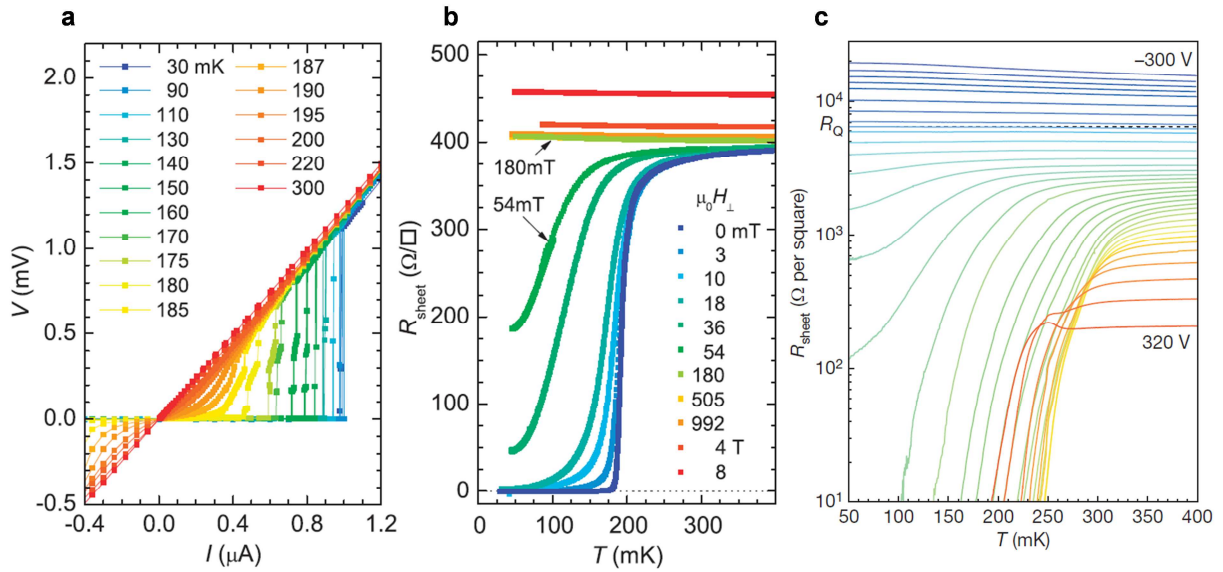 a
V (mV)
2.0
1.5
1.0
0.5
0.0
-0.5
30 mK
90
110
130
140
150
160
170
175
180
185
187
190
195
200
220
300
-0.4 0.0 0.4 0.8 1.2
I (μA)
b
Rsheet (Ω/□)
500
400
300
200
100
0
180mT
54mT
μ0H⊥
0 mT
3
10
18
36
54
180
505
992
4 T
8
0 100 200 300
T (mK)
c
Rsheet (Ω per square)
10^4
RQ
10^3
10^2
10^1
–300 V
320 V
50 100 150 200 250 300 350 400
T (mK)